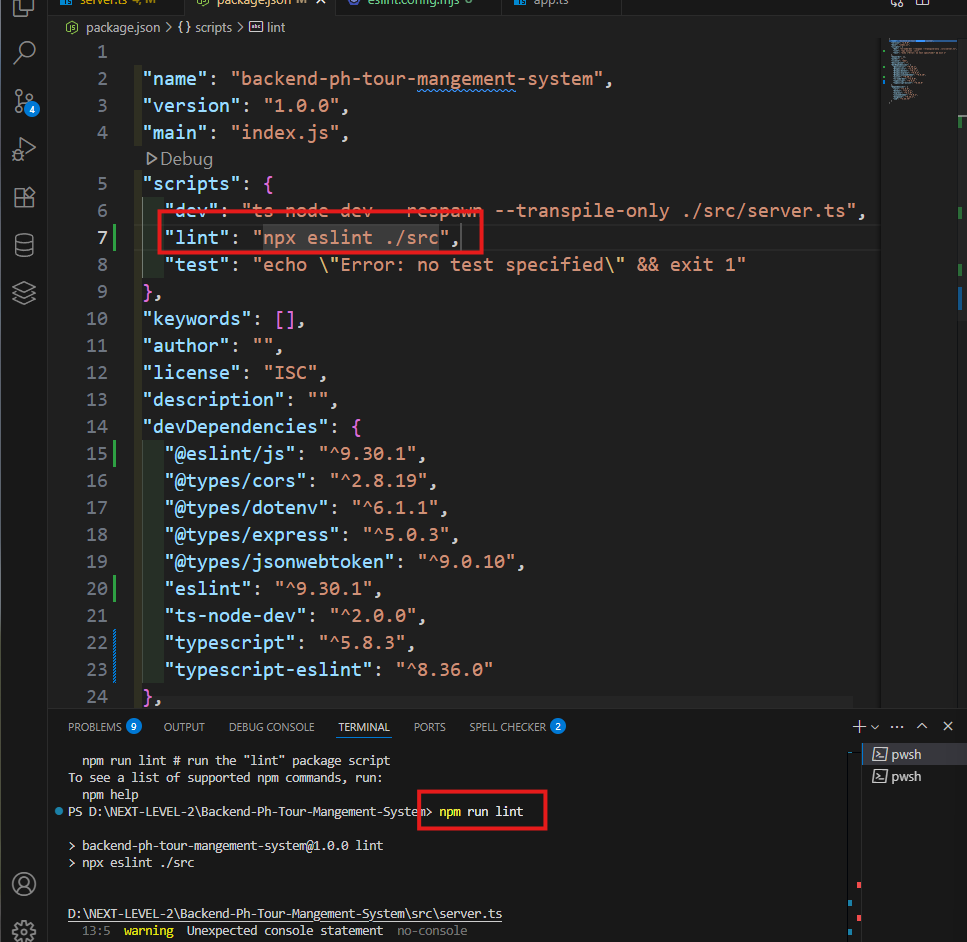 server.ts 4, M
package.json M
eslint.config.mjs 6
app.ts
package.json > {} scripts > abc lint
1
2 "name": "backend-ph-tour-mangement-system",
3 "version": "1.0.0",
4 "main": "index.js",
Debug
5 "scripts": {
6 "dev": "ts-node-dev --respawn --transpile-only ./src/server.ts",
7 "lint": "npx eslint ./src",
8 "test": "echo \"Error: no test specified\" && exit 1"
9 },
10 "keywords": [],
11 "author": "",
12 "license": "ISC",
13 "description": "",
14 "devDependencies": {
15 "@eslint/js": "^9.30.1",
16 "@types/cors": "^2.8.19",
17 "@types/dotenv": "^6.1.1",
18 "@types/express": "^5.0.3",
19 "@types/jsonwebtoken": "^9.0.10",
20 "eslint": "^9.30.1",
21 "ts-node-dev": "^2.0.0",
22 "typescript": "^5.8.3",
23 "typescript-eslint": "^8.36.0"
24 },
4
PROBLEMS 9 OUTPUT DEBUG CONSOLE TERMINAL PORTS SPELL CHECKER 2
npm run lint # run the "lint" package script
To see a list of supported npm commands, run:
npm help
PS D:\NEXT-LEVEL-2\Backend-Ph-Tour-Mangement-System> npm run lint
> backend-ph-tour-mangement-system@1.0.0 lint
> npx eslint ./src
D:\NEXT-LEVEL-2\Backend-Ph-Tour-Mangement-System\src\server.ts
13:5 warning Unexpected console statement no-console
pwsh
pwsh